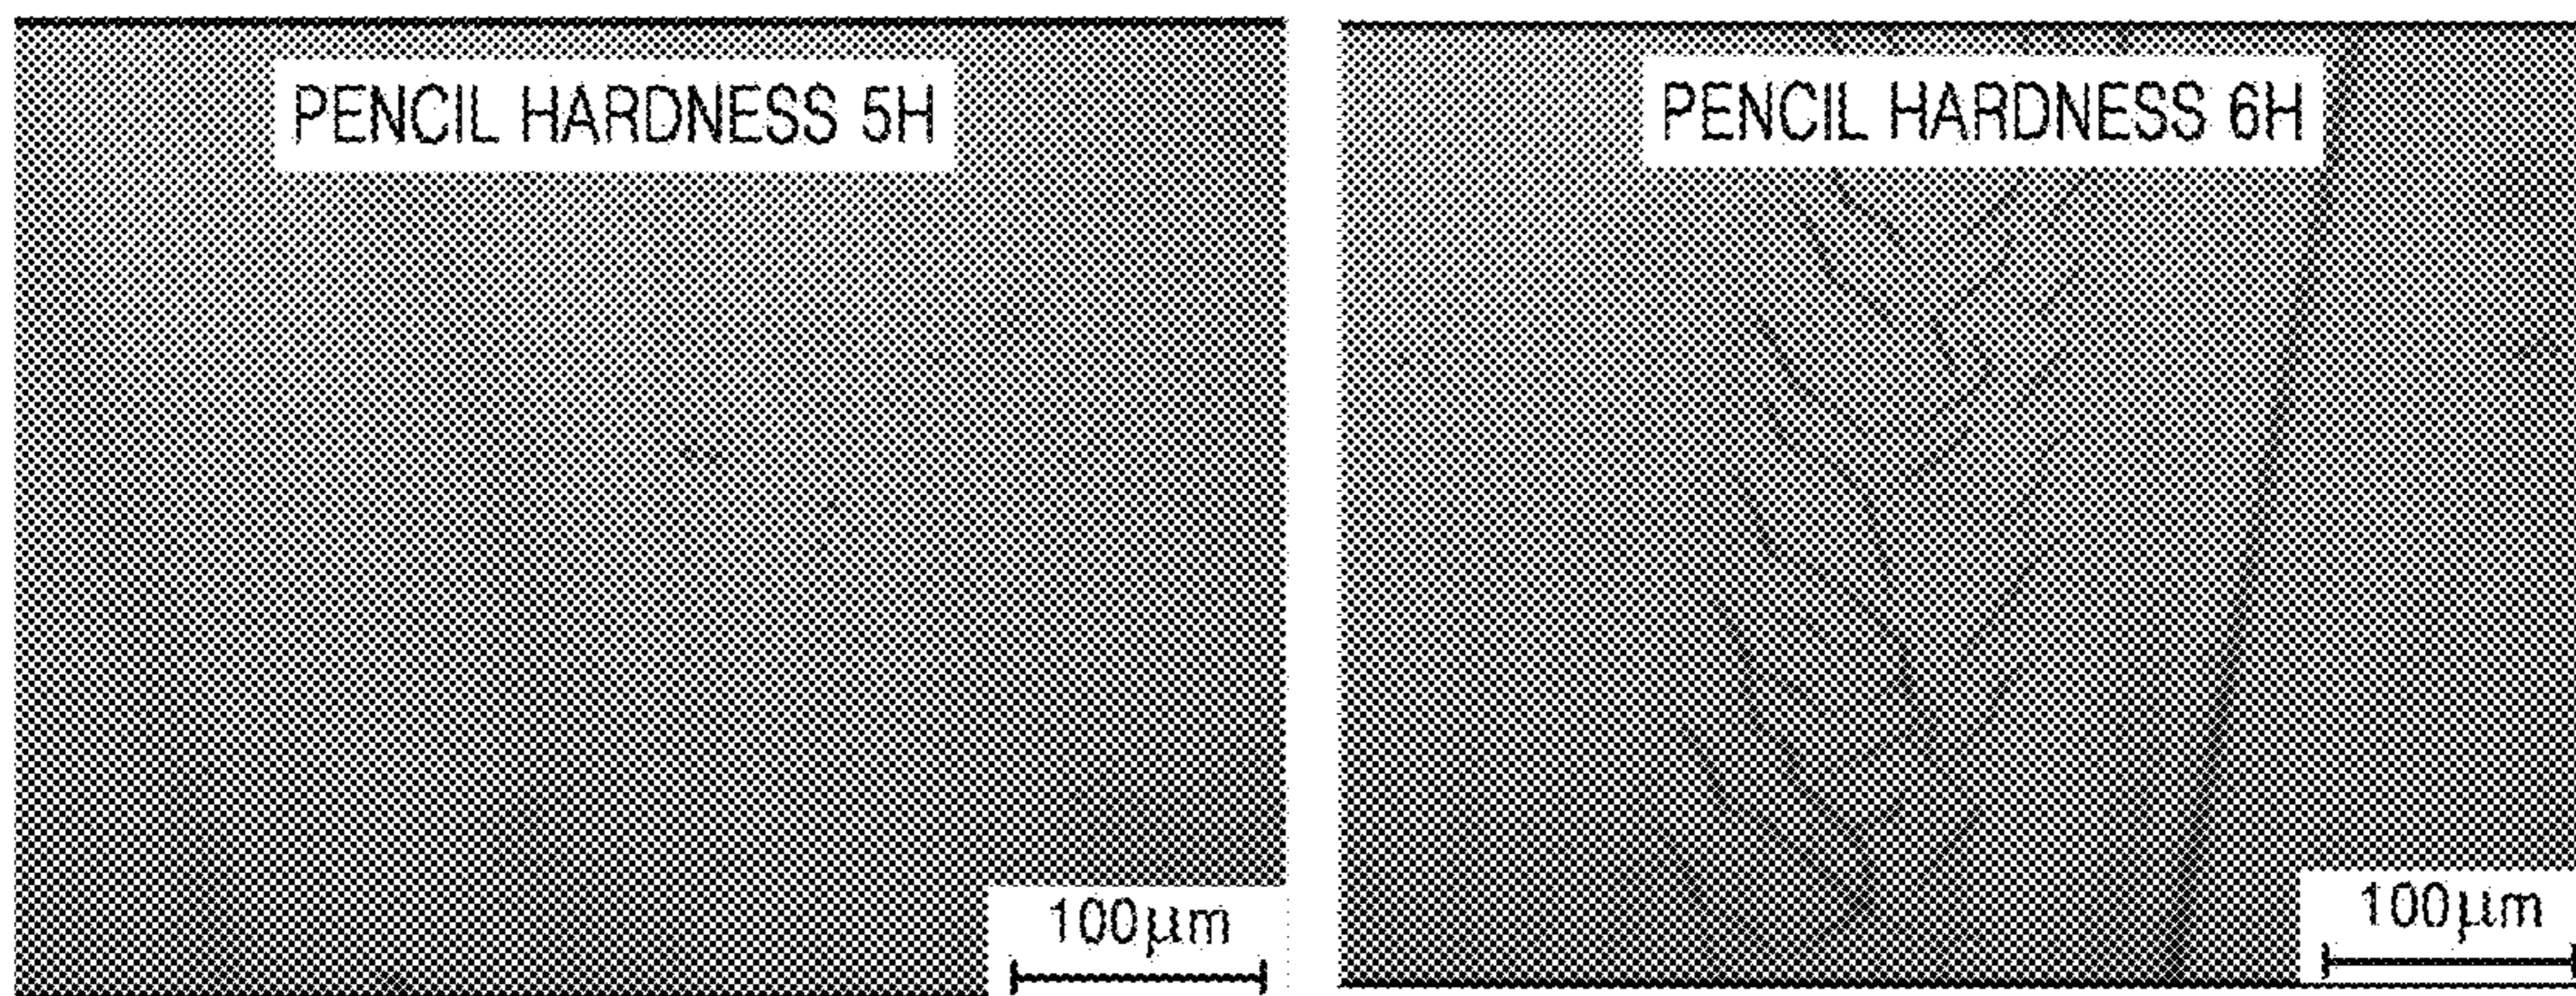 PENCIL HARDNESS 5H
100μm
PENCIL HARDNESS 6H
100μm